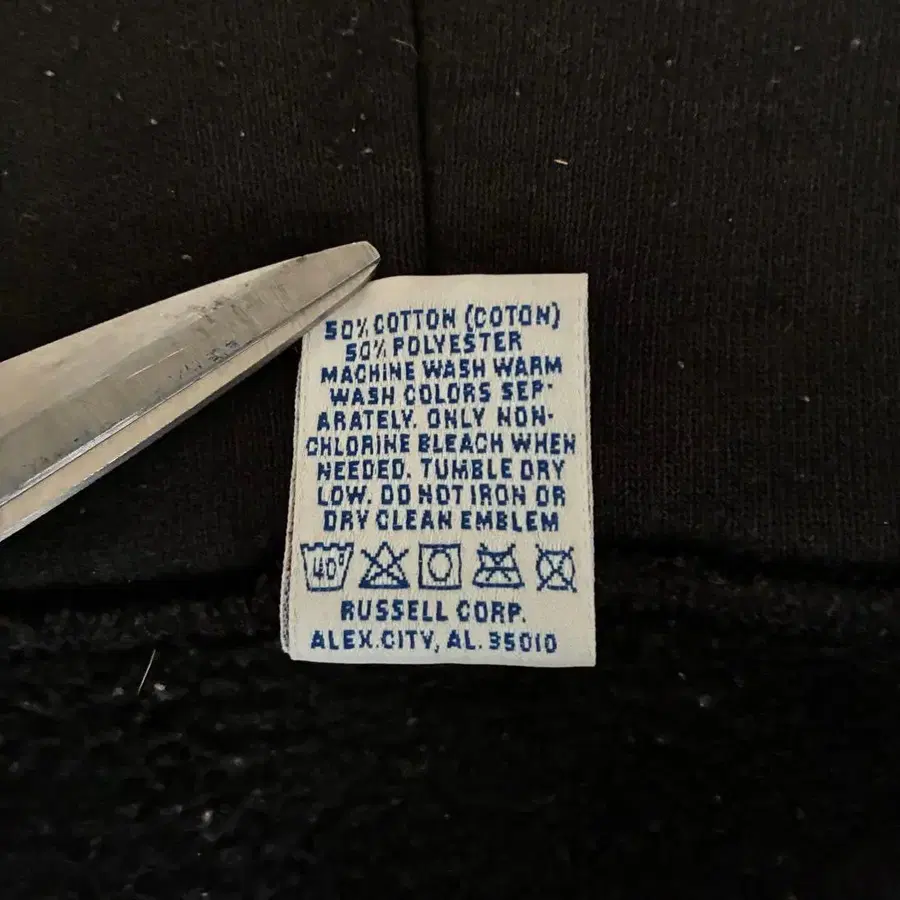 50% COTTON (COTON)
50% POLYESTER
MACHINE WASH WARM
WASH COLORS SEP-
ARATELY. ONLY NON-
CHLORINE BLEACH WHEN
NEEDED. TUMBLE DRY
LOW. DO NOT IRON OR
DRY CLEAN EMBLEM
40°
RUSSELL CORP.
ALEX.CITY, AL. 35010